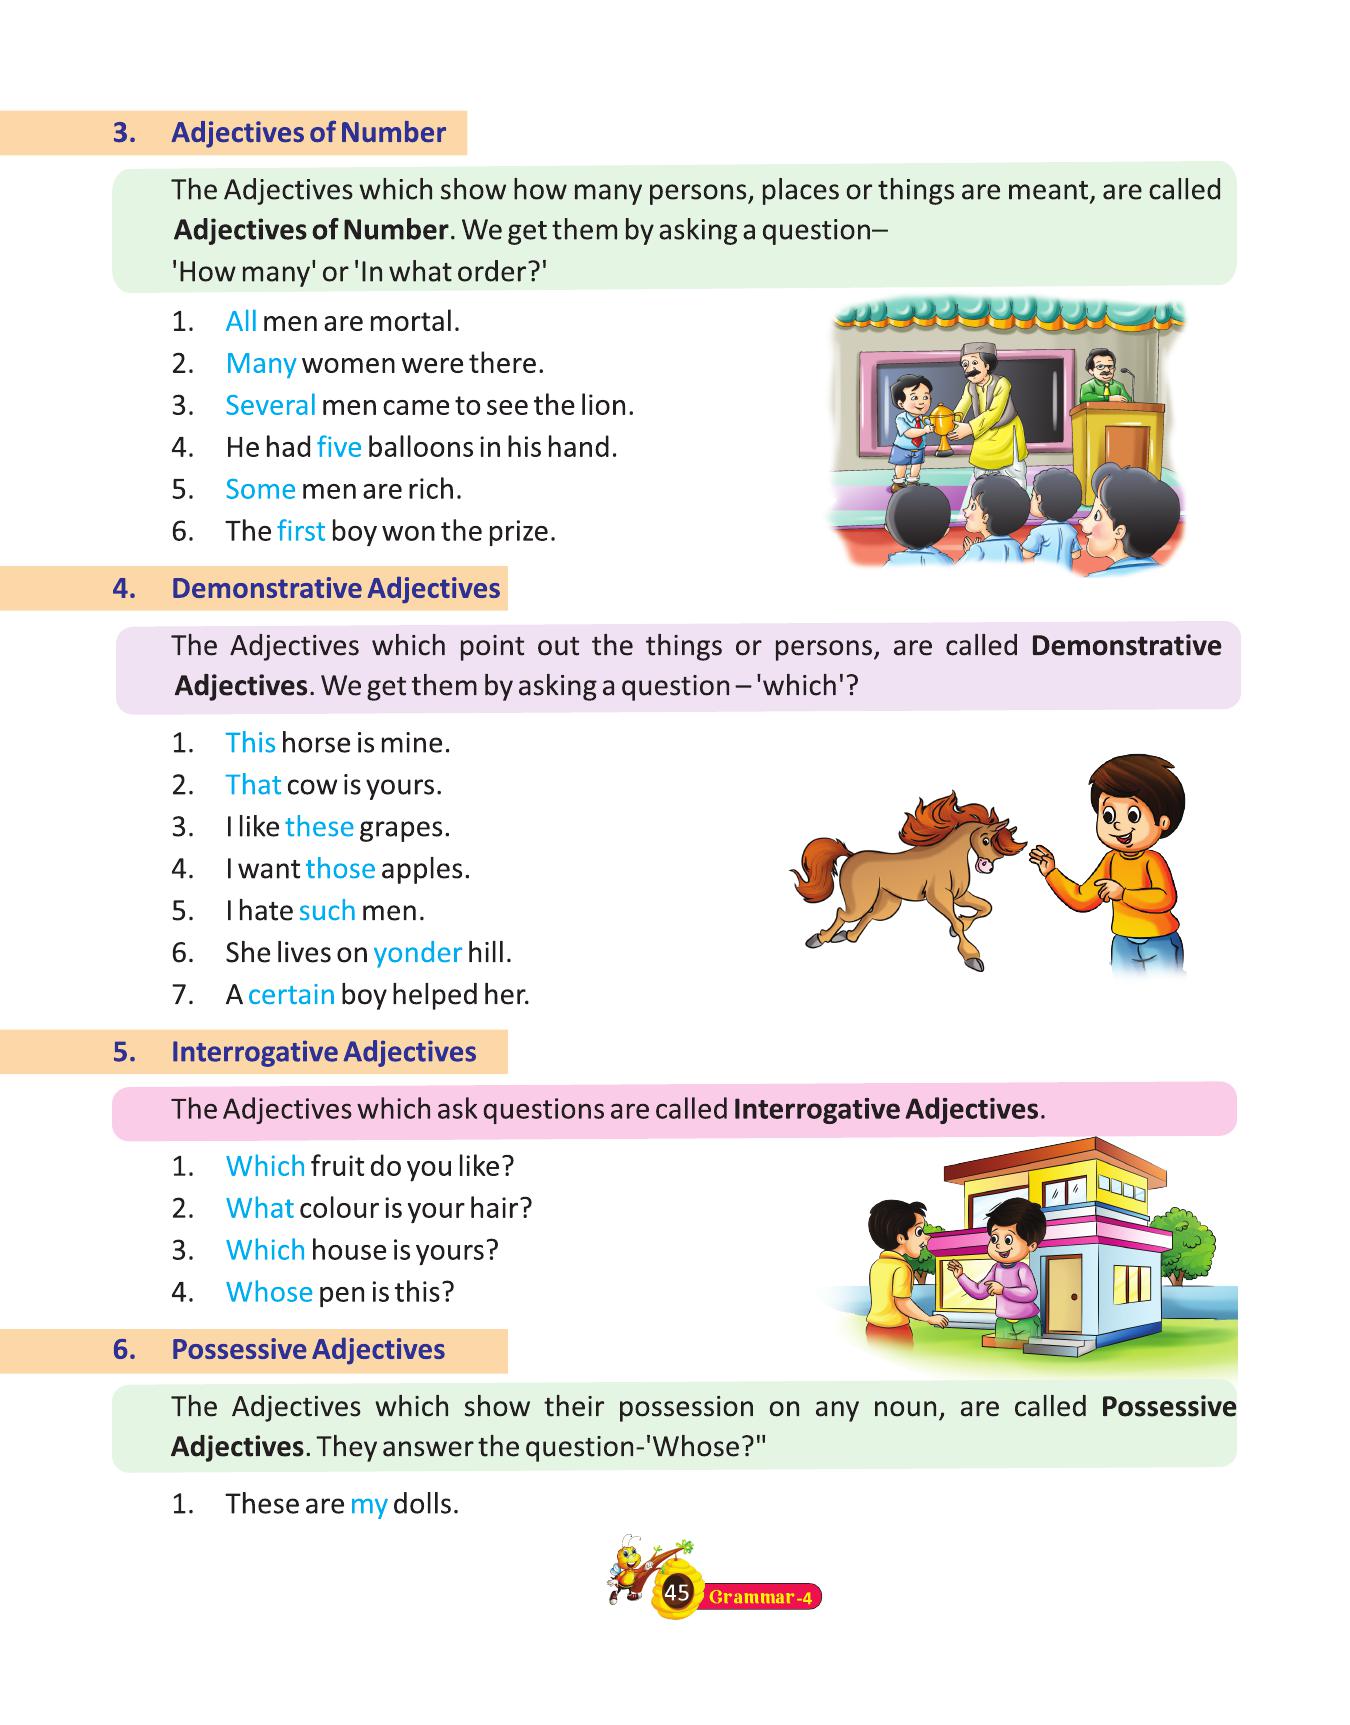 3. Adjectives of Number
The Adjectives which show how many persons, places or things are meant, are called
Adjectives of Number. We get them by asking a question–
'How many' or 'In what order?'
1. All men are mortal.
2. Many women were there.
3. Several men came to see the lion.
4. He had five balloons in his hand.
5. Some men are rich.
6. The first boy won the prize.
4. Demonstrative Adjectives
The Adjectives which point out the things or persons, are called Demonstrative
Adjectives. We get them by asking a question – 'which'?
1. This horse is mine.
2. That cow is yours.
3. I like these grapes.
4. I want those apples.
5. I hate such men.
6. She lives on yonder hill.
7. A certain boy helped her.
5. Interrogative Adjectives
The Adjectives which ask questions are called Interrogative Adjectives.
1. Which fruit do you like?
2. What colour is your hair?
3. Which house is yours?
4. Whose pen is this?
6. Possessive Adjectives
The Adjectives which show their possession on any noun, are called Possessive
Adjectives. They answer the question-'Whose?"
1. These are my dolls.
45 Grammar-4